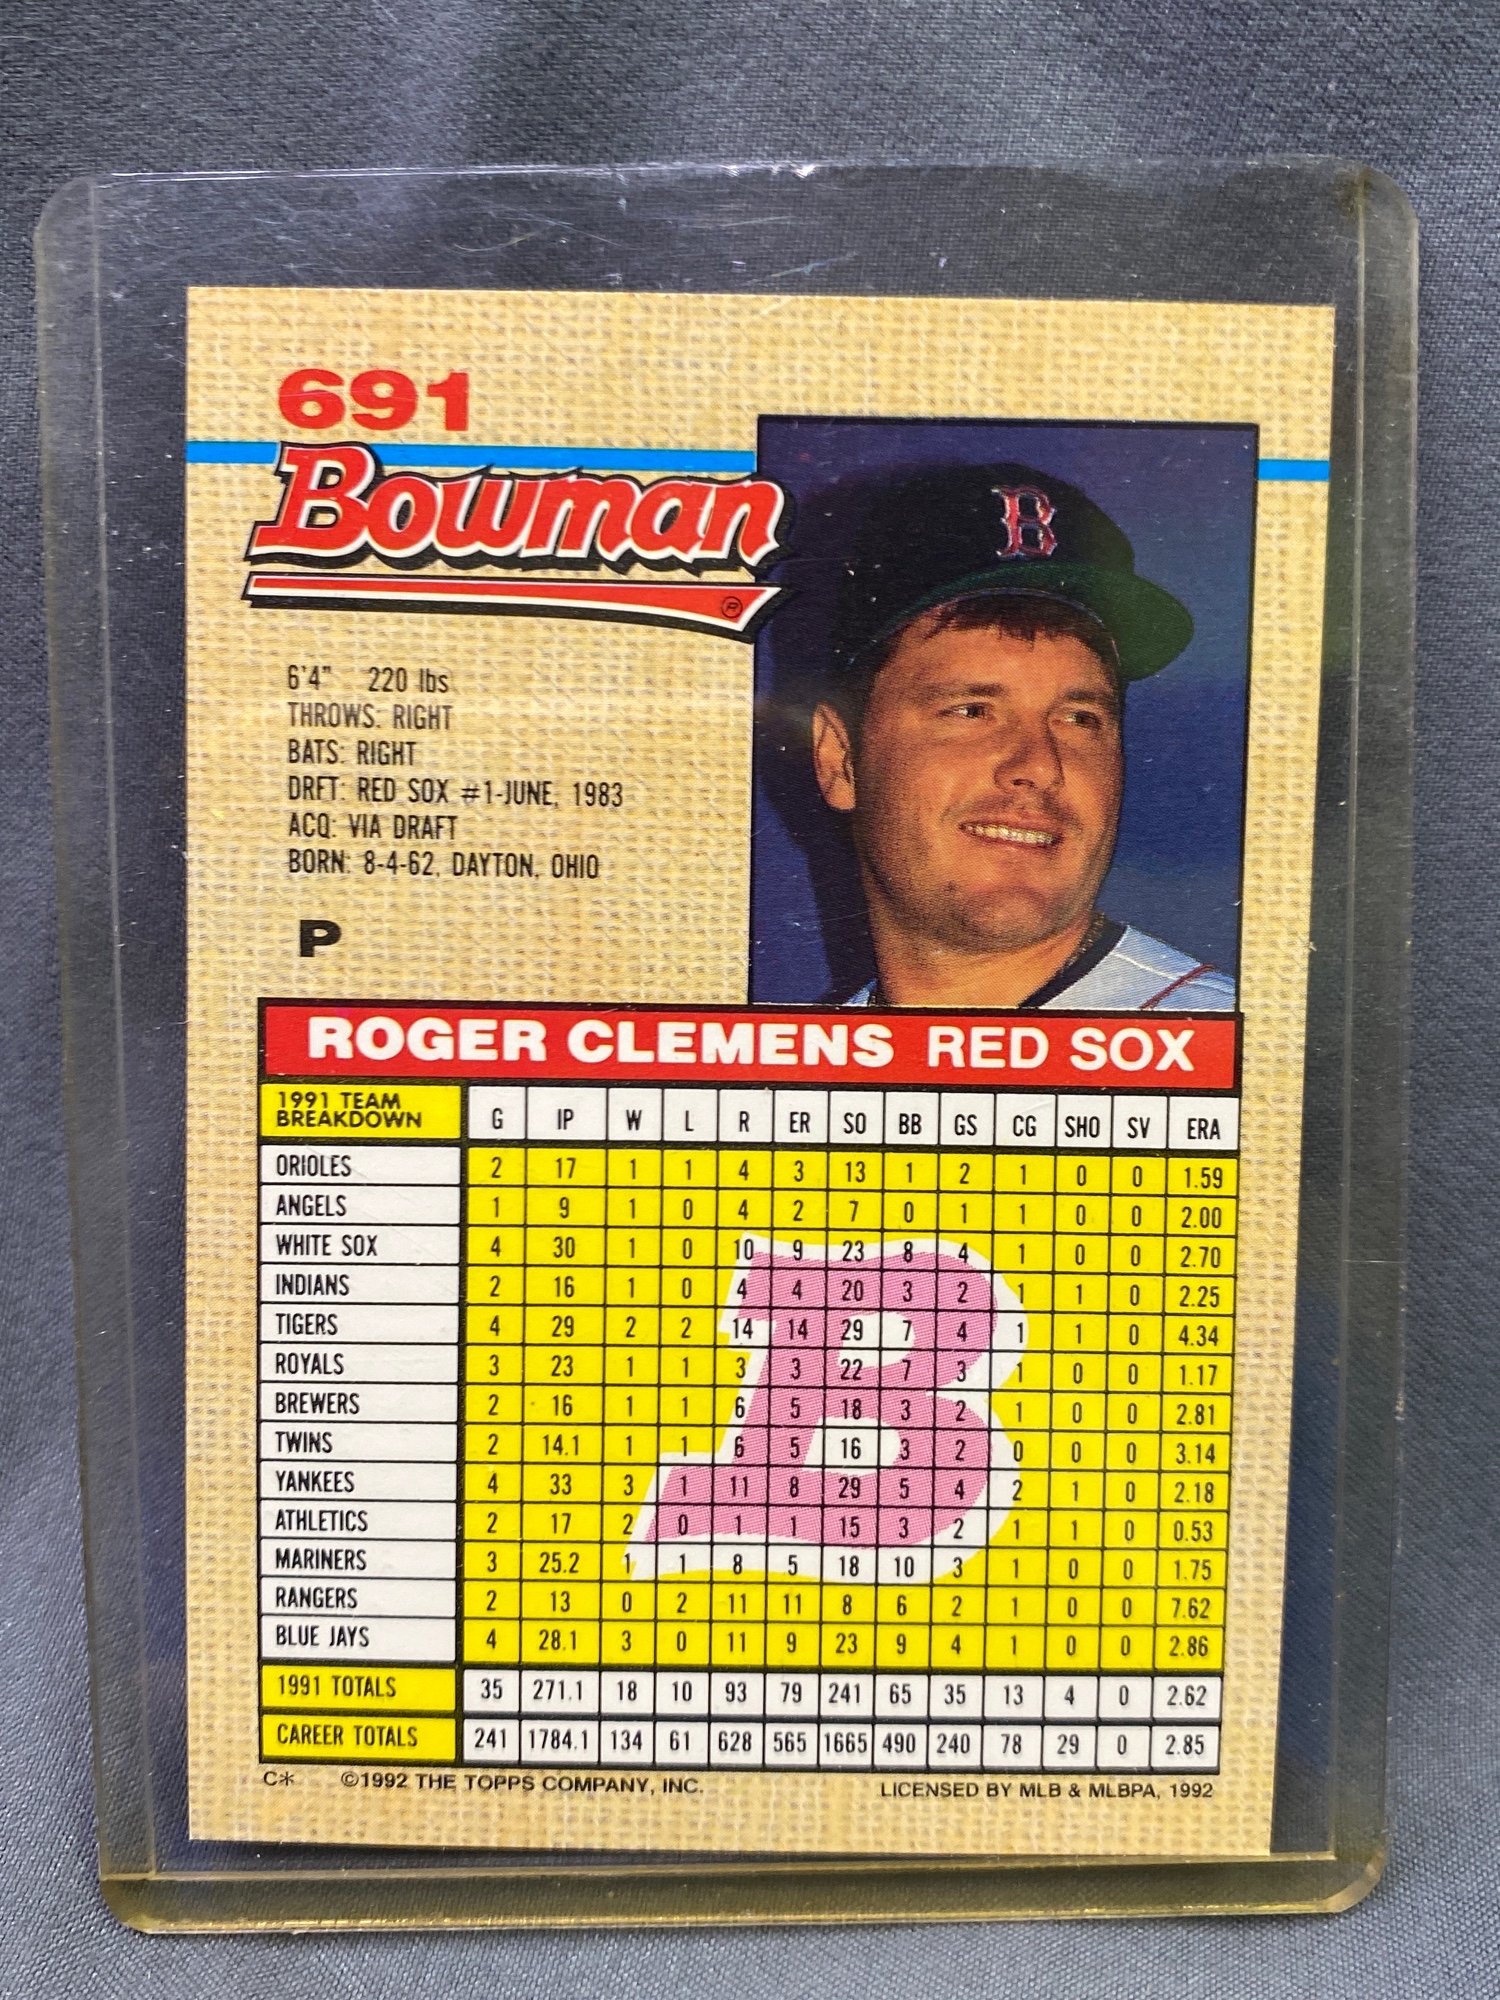 691
Bowman
®
B
6'4" 220 lbs
THROWS: RIGHT
BATS: RIGHT
DRFT: RED SOX #1-JUNE, 1983
ACQ: VIA DRAFT
BORN: 8-4-62, DAYTON, OHIO
P
ROGER CLEMENS RED SOX
1991 TEAM BREAKDOWN G IP W L R ER SO BB GS CG SHO SV ERA
ORIOLES 2 17 1 1 4 3 13 1 2 1 0 0 1.59
ANGELS 1 9 1 0 4 2 7 0 1 1 0 0 2.00
WHITE SOX 4 30 1 0 10 9 23 8 4 1 0 0 2.70
INDIANS 2 16 1 0 4 4 20 3 2 1 1 0 2.25
TIGERS 4 29 2 2 14 14 29 7 4 1 1 0 4.34
ROYALS 3 23 1 1 3 3 22 7 3 1 0 0 1.17
BREWERS 2 16 1 1 6 5 18 3 2 1 0 0 2.81
TWINS 2 14.1 1 1 6 5 16 3 2 0 0 0 3.14
YANKEES 4 33 3 1 11 8 29 5 4 2 1 0 2.18
ATHLETICS 2 17 2 0 1 1 15 3 2 1 1 0 0.53
MARINERS 3 25.2 1 1 8 5 18 10 3 1 0 0 1.75
RANGERS 2 13 0 2 11 11 8 6 2 1 0 0 7.62
BLUE JAYS 4 28.1 3 0 11 9 23 9 4 1 0 0 2.86
1991 TOTALS 35 271.1 18 10 93 79 241 65 35 13 4 0 2.62
CAREER TOTALS 241 1784.1 134 61 628 565 1665 490 240 78 29 0 2.85
C* ©1992 THE TOPPS COMPANY, INC. LICENSED BY MLB & MLBPA, 1992